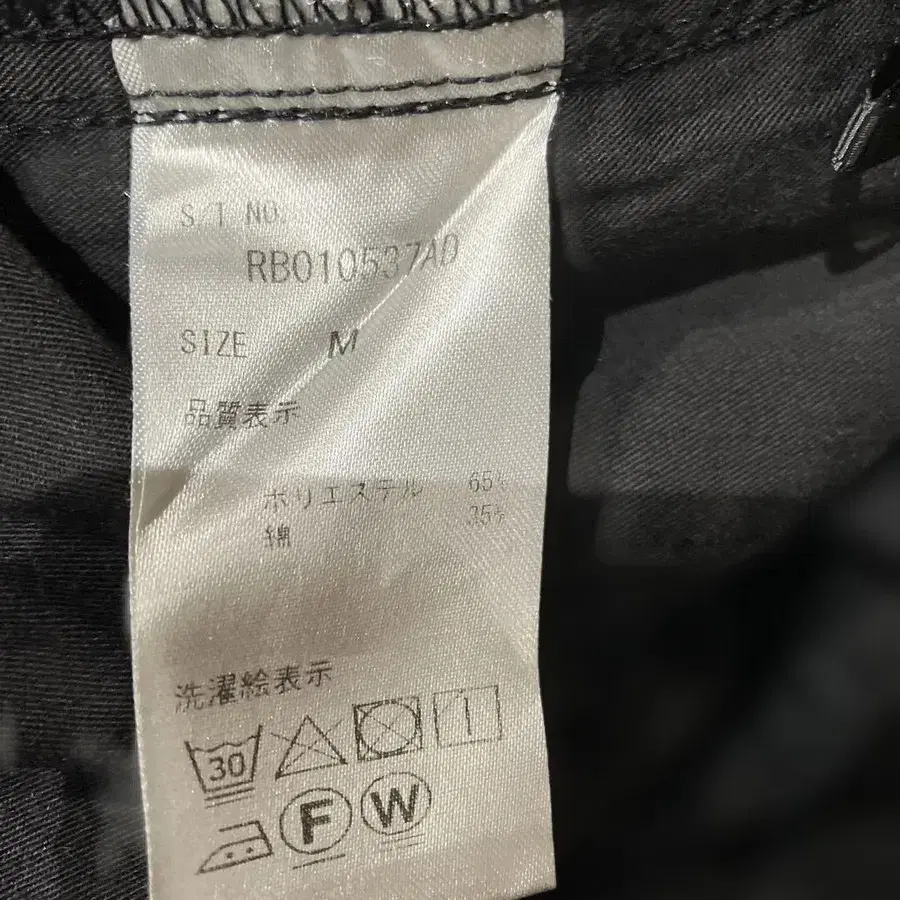 S/T NO.
RB010537AB
SIZE M
品質表示
ポリエステル 65%
綿 35%
洗濯絵表示
30
F W